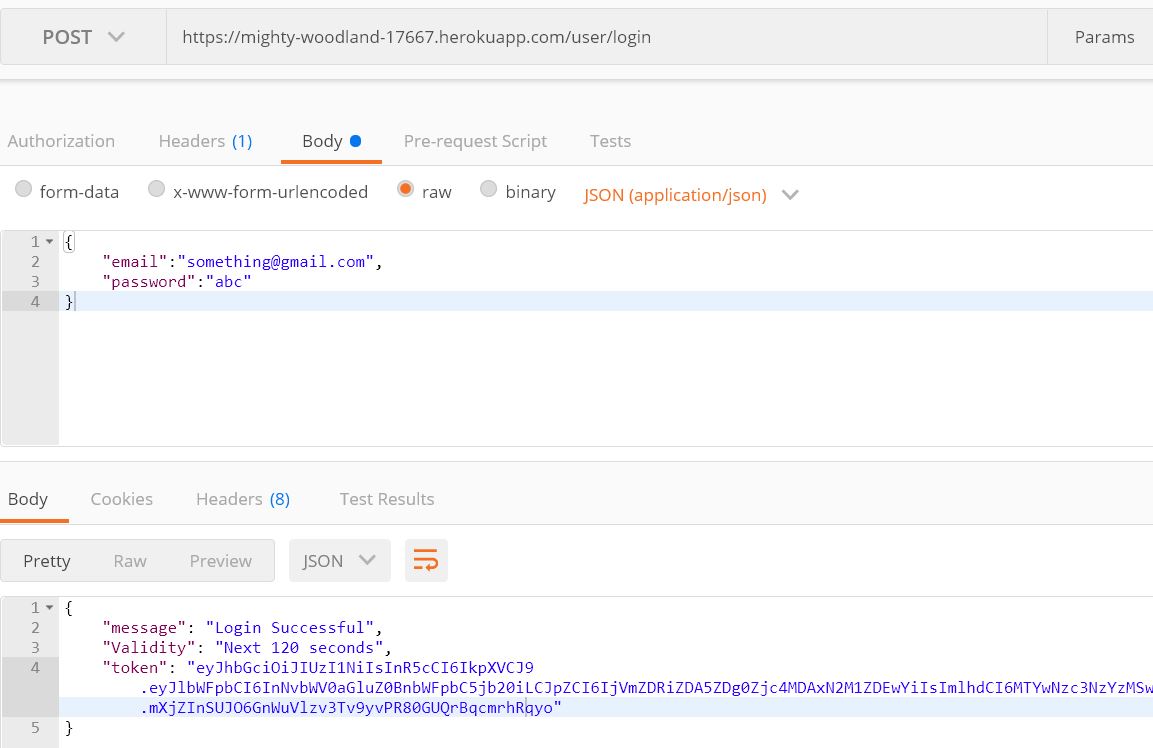 POST https://mighty-woodland-17667.herokuapp.com/user/login Params
Authorization Headers (1) Body Pre-request Script Tests
form-data x-www-form-urlencoded raw binary JSON (application/json)
1 {
2 "email":"something@gmail.com",
3 "password":"abc"
4 }
Body Cookies Headers (8) Test Results
Pretty Raw Preview JSON
1 {
2 "message": "Login Successful",
3 "Validity": "Next 120 seconds",
4 "token": "eyJhbGciOiJIUzI1NiIsInR5cCI6IkpXVCJ9
.eyJlbWFpbCI6InNvbWV0aGluZ0BnbWFpbC5jb20iLCJpZCI6IjVmZDRiZDA5ZDg0Zjc4MDAxN2M1ZDEwYiIsImlhdCI6MTYwNzc3NzYzMSw
.mXjZInSUJO6GnWuVlzv3Tv9yvPR80GUQrBqcmrhRqyo"
5 }